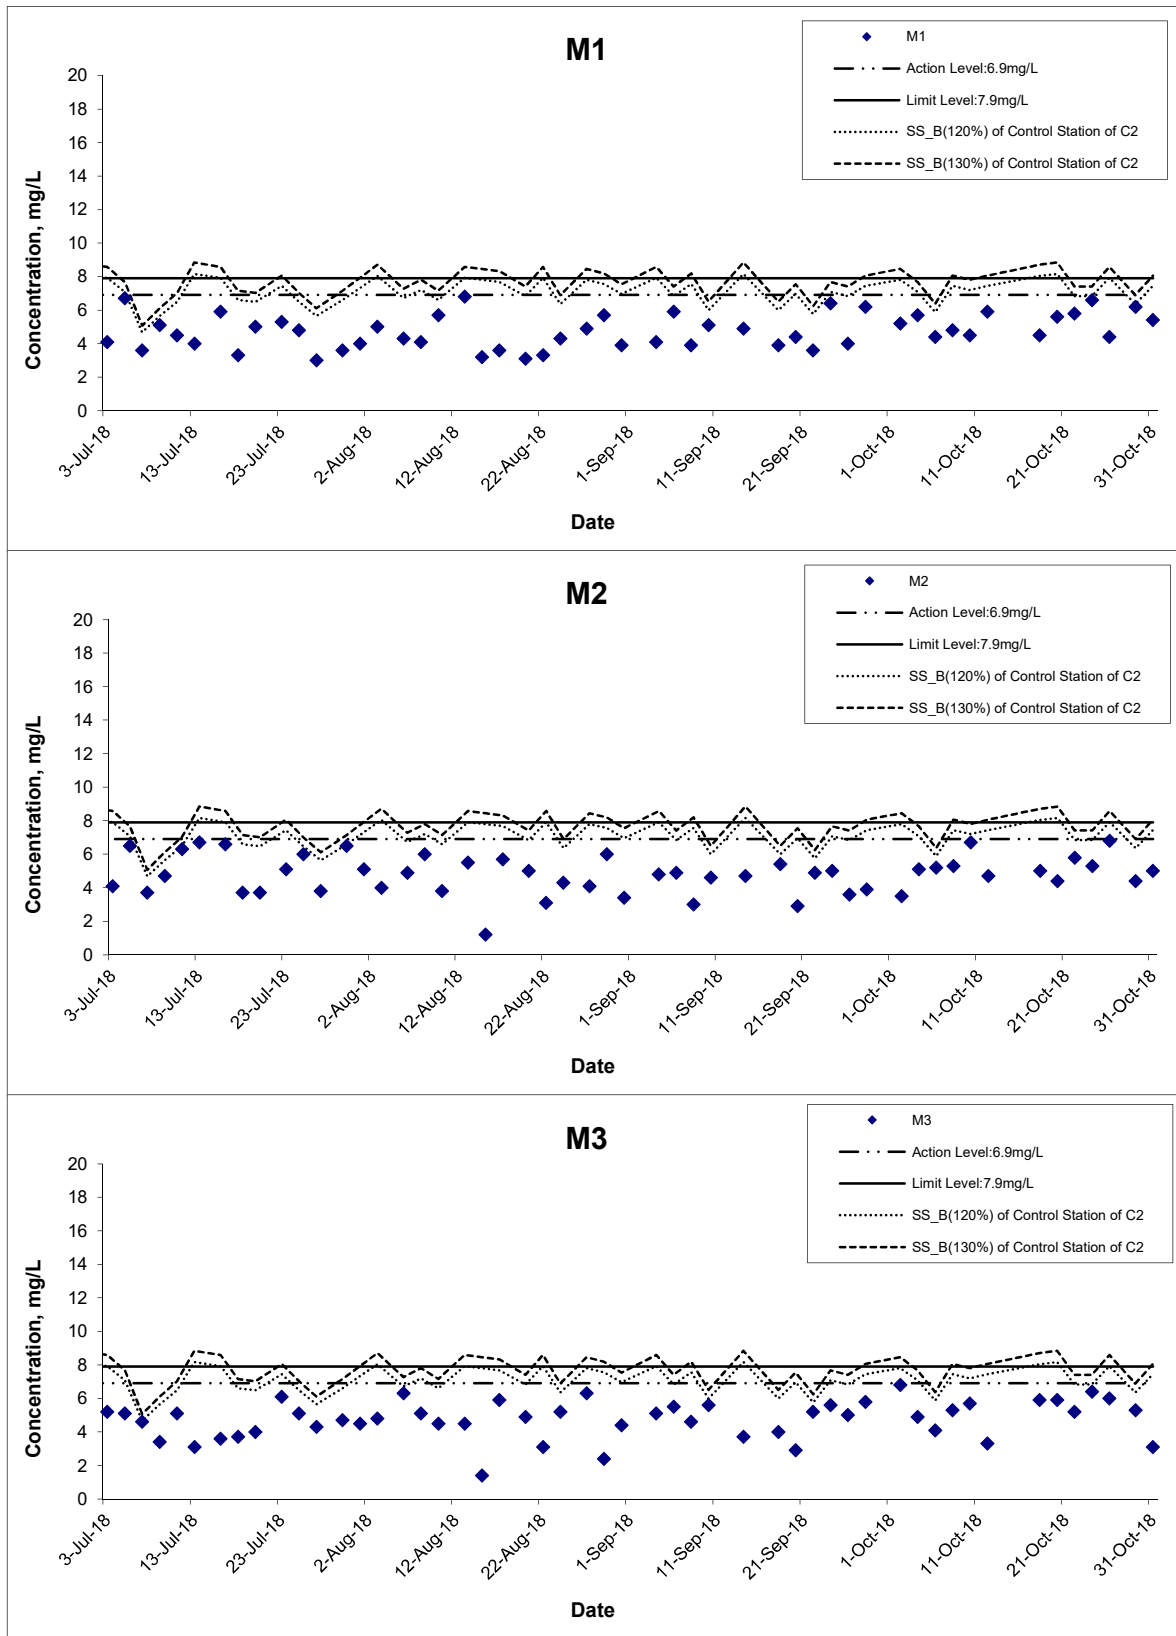 M1
M1
Action Level:6.9mg/L
Limit Level:7.9mg/L
SS_B(120%) of Control Station of C2
SS_B(130%) of Control Station of C2
Concentration, mg/L
20
18
16
14
12
10
8
6
4
2
0
3-Jul-18
13-Jul-18
23-Jul-18
2-Aug-18
12-Aug-18
22-Aug-18
1-Sep-18
11-Sep-18
21-Sep-18
1-Oct-18
11-Oct-18
21-Oct-18
31-Oct-18
Date
M2
M2
Action Level:6.9mg/L
Limit Level:7.9mg/L
SS_B(120%) of Control Station of C2
SS_B(130%) of Control Station of C2
Concentration, mg/L
20
18
16
14
12
10
8
6
4
2
0
3-Jul-18
13-Jul-18
23-Jul-18
2-Aug-18
12-Aug-18
22-Aug-18
1-Sep-18
11-Sep-18
21-Sep-18
1-Oct-18
11-Oct-18
21-Oct-18
31-Oct-18
Date
M3
M3
Action Level:6.9mg/L
Limit Level:7.9mg/L
SS_B(120%) of Control Station of C2
SS_B(130%) of Control Station of C2
Concentration, mg/L
20
18
16
14
12
10
8
6
4
2
0
3-Jul-18
13-Jul-18
23-Jul-18
2-Aug-18
12-Aug-18
22-Aug-18
1-Sep-18
11-Sep-18
21-Sep-18
1-Oct-18
11-Oct-18
21-Oct-18
31-Oct-18
Date